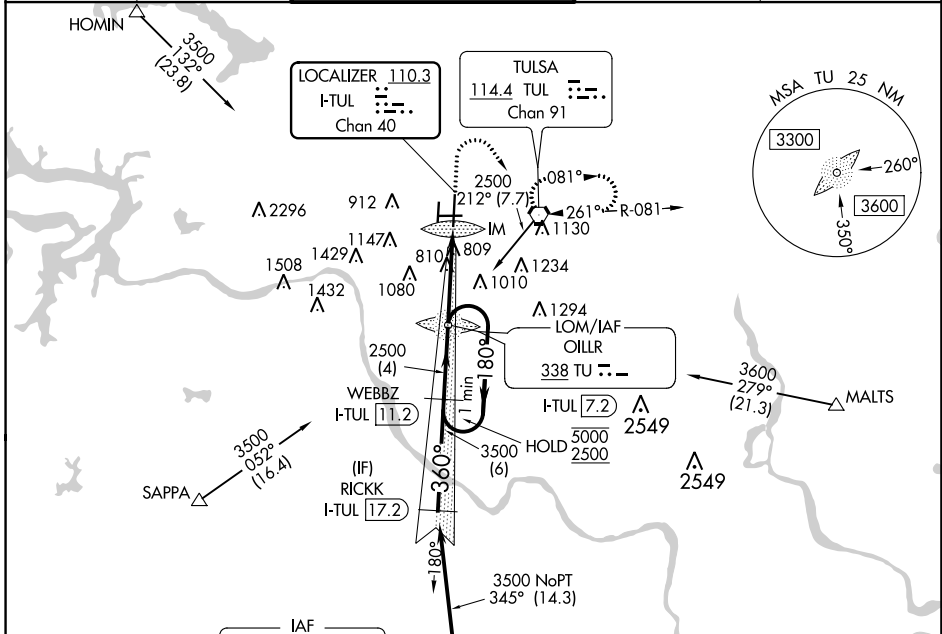 HOMIN
3500
132°
(23.8)
LOCALIZER 110.3
I-TUL
Chan 40
TULSA
114.4 TUL
Chan 91
MSA TU 25 NM
3300
260°
3600
350°
2500
212° (7.7)
081°
261°
R-081
2296
912
IM
1130
1147
1429
809
810
1508
1432
1080
1010
1234
1294
LOM/IAF
OILLR
338 TU
2500
(4)
180°
1 min
WEBBZ
I-TUL 11.2
I-TUL 7.2
2549
HOLD 5000
2500
3500
(6)
3600
279°
(21.3)
MALTS
3500
052°
(16.4)
SAPPA
360°
(IF)
RICKK
I-TUL 17.2
2549
180°
3500 NoPT
345° (14.3)
IAF